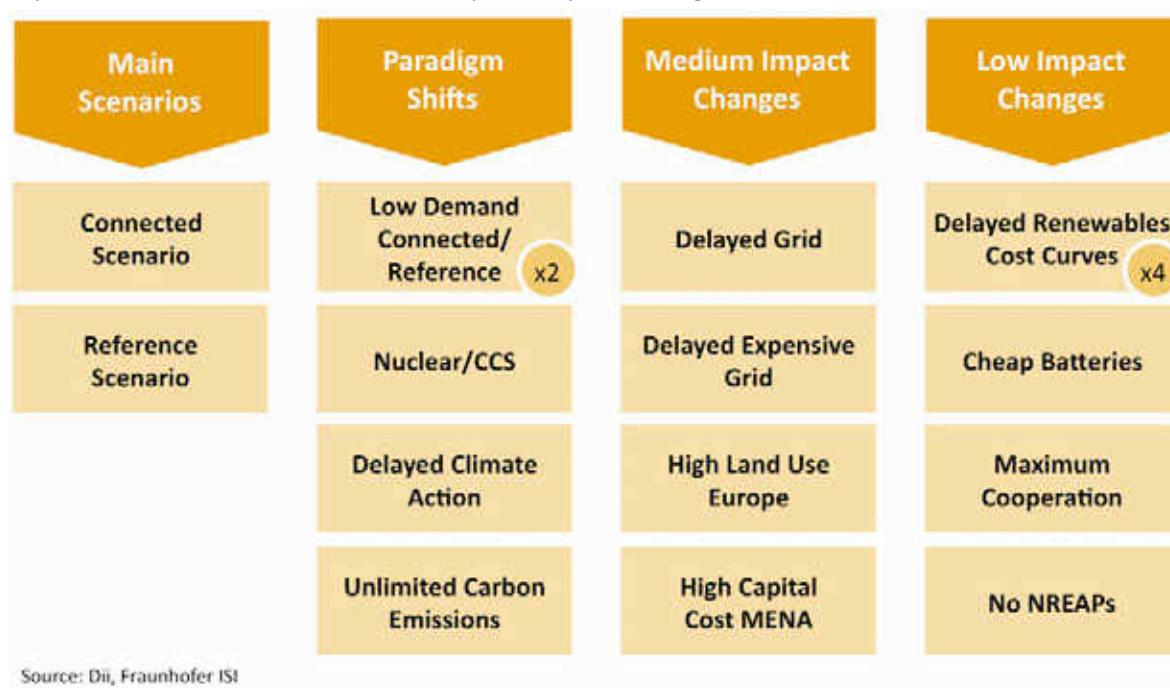 Main
Scenarios
Paradigm
Shifts
Medium Impact
Changes
Low Impact
Changes
Connected
Scenario
Reference
Scenario
Low Demand
Connected/
Reference
x2
Nuclear/CCS
Delayed Climate
Action
Unlimited Carbon
Emissions
Delayed Grid
Delayed Expensive
Grid
High Land Use
Europe
High Capital
Cost MENA
Delayed Renewables
Cost Curves
x4
Cheap Batteries
Maximum
Cooperation
No NREAPs
Source: Dii, Fraunhofer ISI